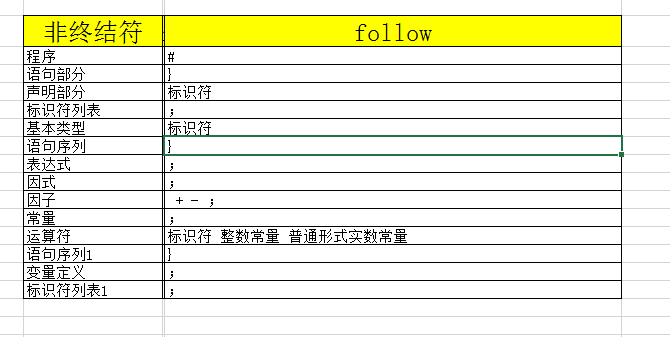 非终结符 follow
程序 #
语句部分 }
声明部分 标识符
标识符列表 ;
基本类型 标识符
语句序列 }
表达式 ;
因式 ;
因子 + - ;
常量 ;
运算符 标识符 整数常量 普通形式实数常量
语句序列1 }
变量定义 ;
标识符列表1 ;